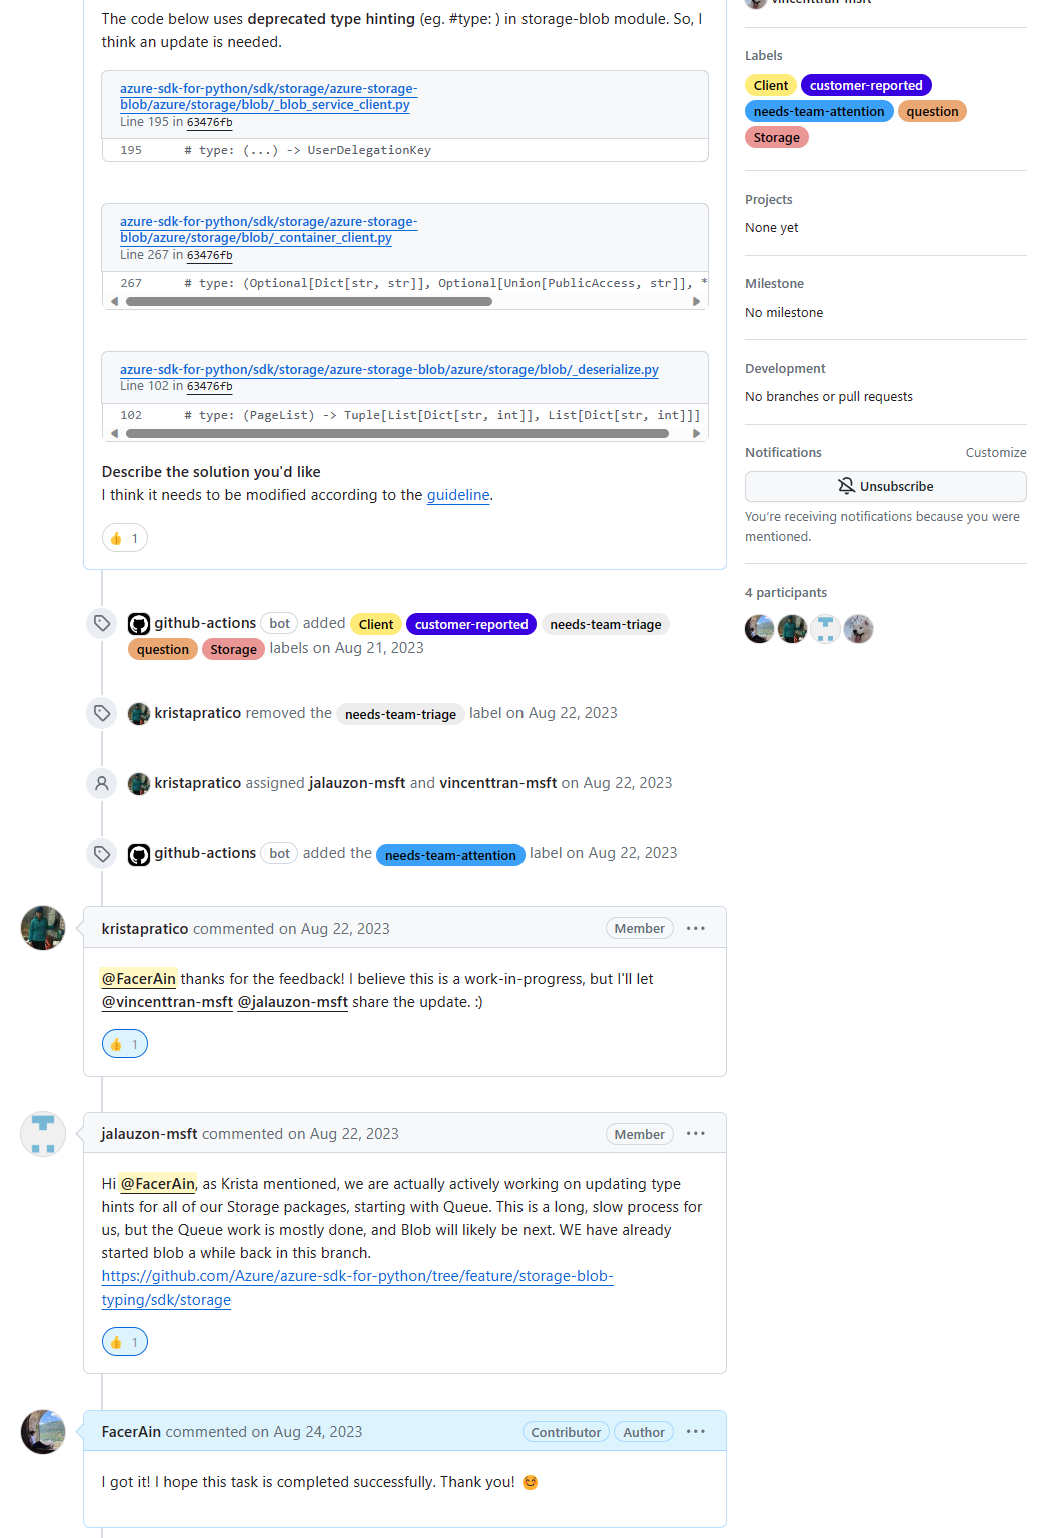 The code below uses deprecated type hinting (eg. #type: ) in storage-blob module. So, I
think an update is needed.
azure-sdk-for-python/sdk/storage/azure-storage-
blob/azure/storage/blob/_blob_service_client.py
Line 195 in 63476fb
195 # type: (...) -> UserDelegationKey
azure-sdk-for-python/sdk/storage/azure-storage-
blob/azure/storage/blob/_container_client.py
Line 267 in 63476fb
267 # type: (Optional[Dict[str, str]], Optional[Union[PublicAccess, str]], *
azure-sdk-for-python/sdk/storage/azure-storage-blob/azure/storage/blob/_deserialize.py
Line 102 in 63476fb
102 # type: (PageList) -> Tuple[List[Dict[str, int]], List[Dict[str, int]]]
Describe the solution you'd like
I think it needs to be modified according to the guideline.
👍 1
github-actions bot added Client customer-reported needs-team-triage
question Storage labels on Aug 21, 2023
kristapratico removed the needs-team-triage label on Aug 22, 2023
kristapratico assigned jalauzon-msft and vincenttran-msft on Aug 22, 2023
github-actions bot added the needs-team-attention label on Aug 22, 2023
kristapratico commented on Aug 22, 2023 Member ...
@FacerAin thanks for the feedback! I believe this is a work-in-progress, but I'll let
@vincenttran-msft @jalauzon-msft share the update. :)
👍 1
jalauzon-msft commented on Aug 22, 2023 Member ...
Hi @FacerAin, as Krista mentioned, we are actually actively working on updating type
hints for all of our Storage packages, starting with Queue. This is a long, slow process for
us, but the Queue work is mostly done, and Blob will likely be next. WE have already
started blob a while back in this branch.
https://github.com/Azure/azure-sdk-for-python/tree/feature/storage-blob-
typing/sdk/storage
👍 1
FacerAin commented on Aug 24, 2023 Contributor Author ...
I got it! I hope this task is completed successfully. Thank you! 😊
vincenttran-msft
Labels
Client customer-reported
needs-team-attention question
Storage
Projects
None yet
Milestone
No milestone
Development
No branches or pull requests
Notifications Customize
Unsubscribe
You're receiving notifications because you were
mentioned.
4 participants